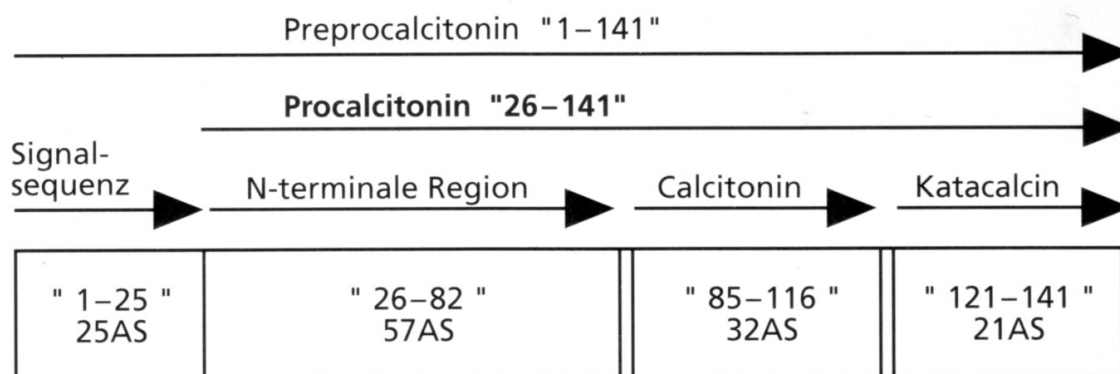 Preprocalcitonin "1–141"
Procalcitonin "26–141"
Signal-
sequenz
N-terminale Region
Calcitonin
Katacalcin
" 1–25 "
25AS
" 26–82 "
57AS
" 85–116 "
32AS
" 121–141 "
21AS